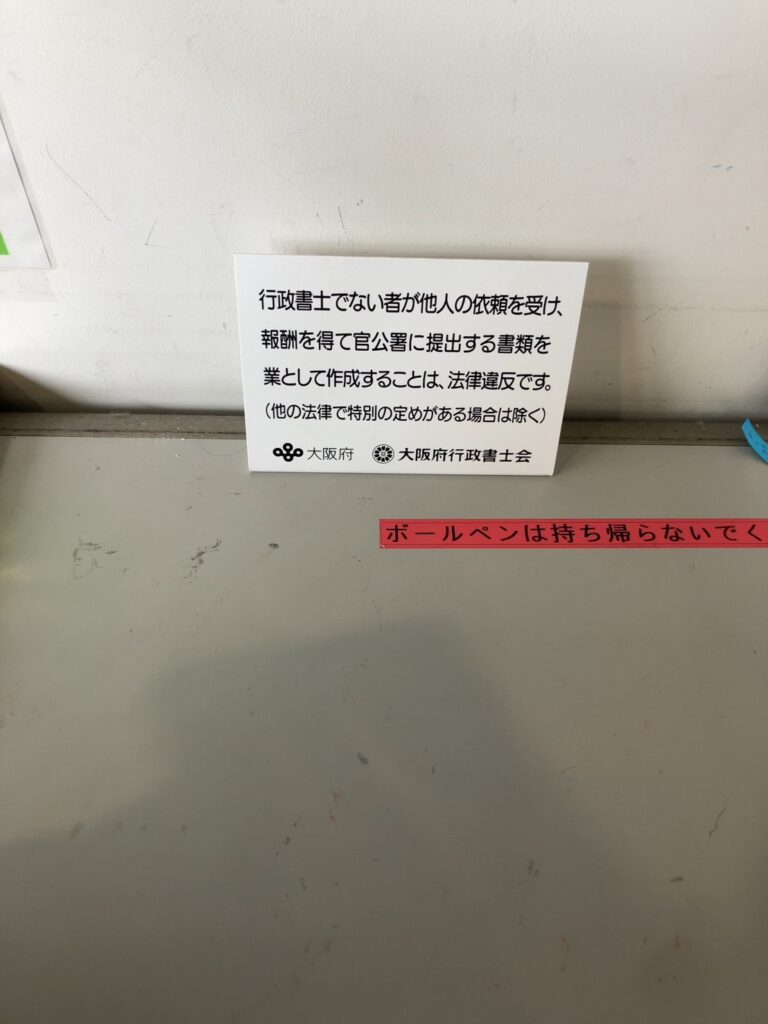 行政書士でない者が他人の依頼を受け、
報酬を得て官公署に提出する書類を
業として作成することは、法律違反です。
（他の法律で特別の定めがある場合は除く）
大阪府 大阪府行政書士会
ボールペンは持ち帰らないでく